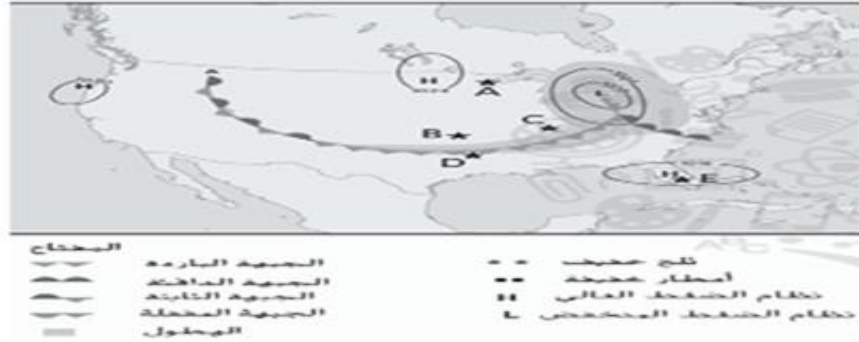 H
H
A
B
C
D
H E
المفتاح
الجبهة الباردة
الجبهة الدافئة
الجبهة الثابتة
الجبهة المقفلة
الهطول
ثلج خفيف
أمطار خفيفة
H نظام الضغط العالي
L نظام الضغط المنخفض